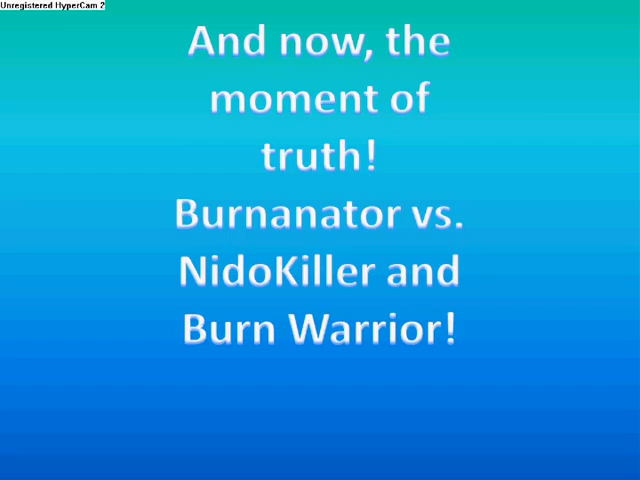 Unregistered HyperCam 2
And now, the
moment of
truth!
Burnanator vs.
NidoKiller and
Burn Warrior!